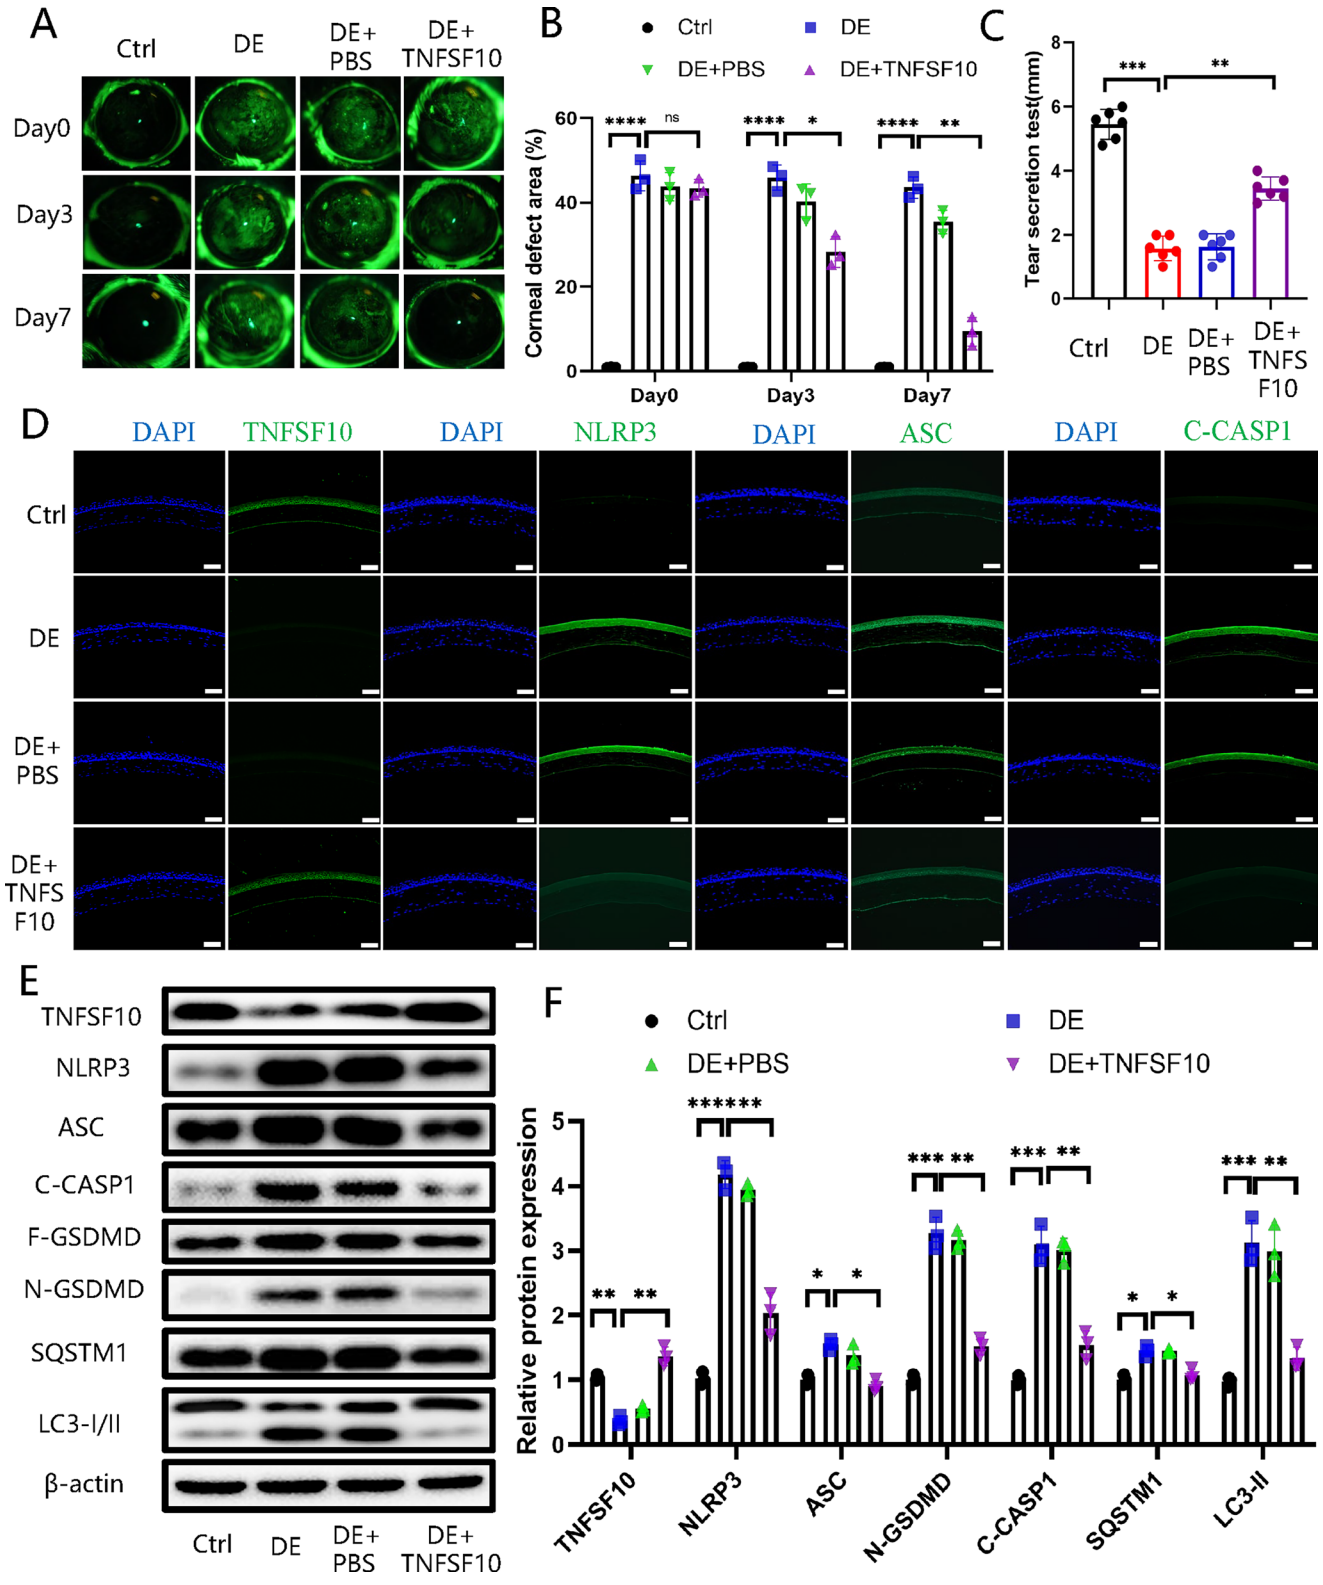 A
Ctrl
DE
DE+
PBS
DE+
TNFSF10
Day0
Day3
Day7
B
Ctrl
DE
DE+PBS
DE+TNFSF10
Corneal defect area (%)
60
40
20
0
****
ns
****
*
****
**
Day0
Day3
Day7
C
Tear secretion test(mm)
8
6
4
2
0
***
**
Ctrl
DE
DE+
PBS
DE+
TNFS
F10
D
DAPI
TNFSF10
DAPI
NLRP3
DAPI
ASC
DAPI
C-CASP1
Ctrl
DE
DE+
PBS
DE+
TNFS
F10
E
TNFSF10
NLRP3
ASC
C-CASP1
F-GSDMD
N-GSDMD
SQSTM1
LC3-I/II
β-actin
Ctrl
DE
DE+
PBS
DE+
TNFSF10
F
Ctrl
DE
DE+PBS
DE+TNFSF10
Relative protein expression
5
4
3
2
1
0
**
**
******
*
*
***
**
***
**
*
*
***
**
TNFSF10
NLRP3
ASC
N-GSDMD
C-CASP1
SQSTM1
LC3-II